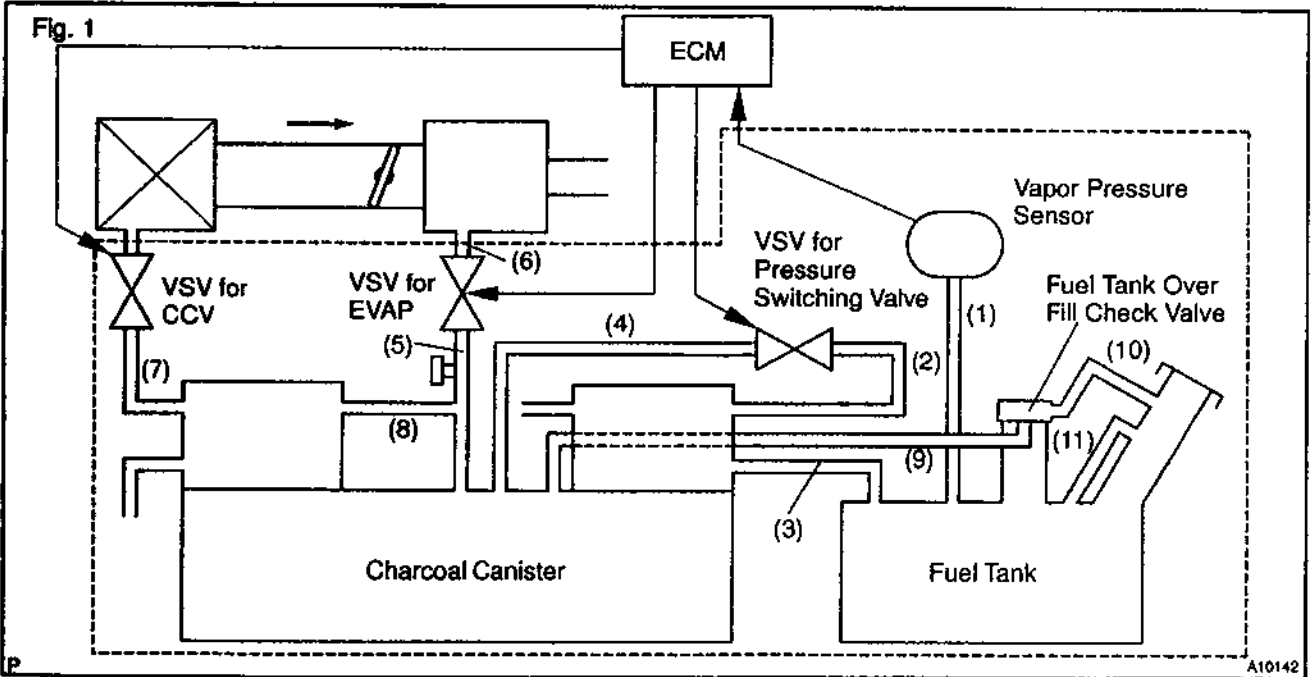 Fig. 1
ECM
Vapor Pressure
Sensor
VSV for
CCV
VSV for
EVAP
(6)
VSV for
Pressure
Switching Valve
Fuel Tank Over
Fill Check Valve
(1)
(4)
(5)
(2)
(10)
(7)
(8)
(9)
(11)
(3)
Charcoal Canister
Fuel Tank
P
A10142